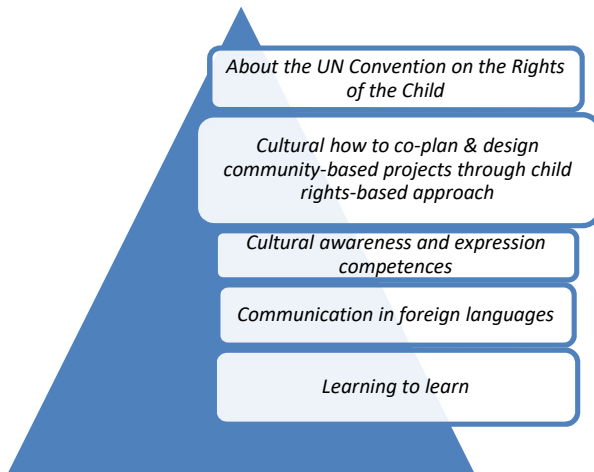 About the UN Convention on the Rights
of the Child
Cultural how to co-plan & design
community-based projects through child
rights-based approach
Cultural awareness and expression
competences
Communication in foreign languages
Learning to learn